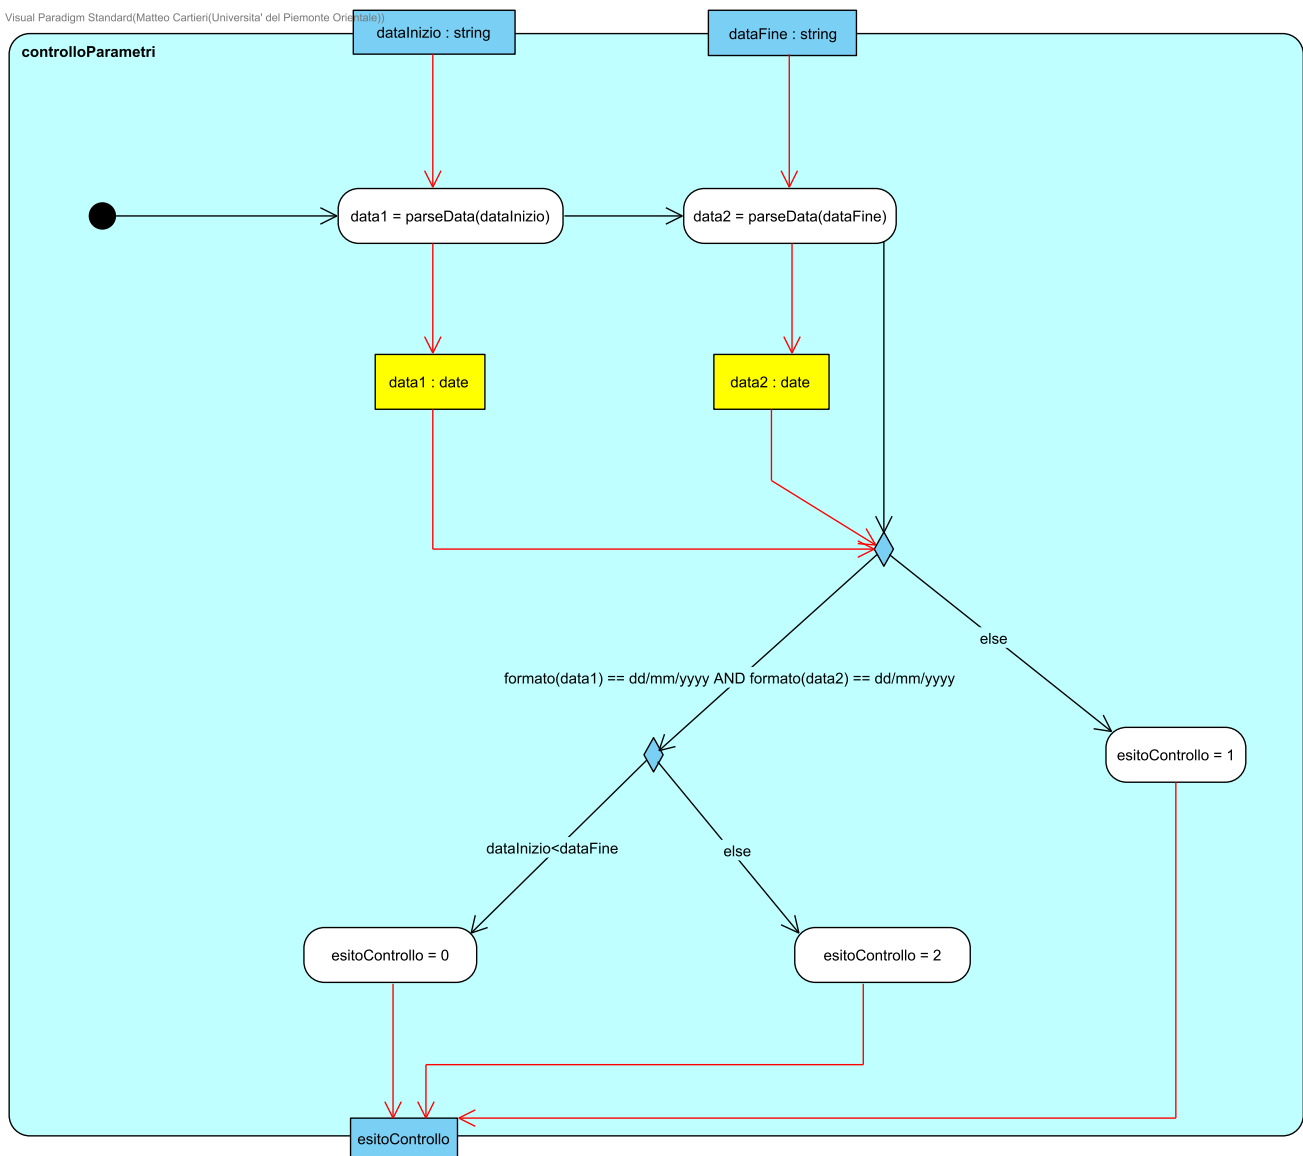 Visual Paradigm Standard(Matteo Cartieri(Universita' del Piemonte Orientale))
dataInizio : string
dataFine : string
controlloParametri
data1 = parseData(dataInizio)
data2 = parseData(dataFine)
data1 : date
data2 : date
else
formato(data1) == dd/mm/yyyy AND formato(data2) == dd/mm/yyyy
esitoControllo = 1
dataInizio<dataFine
else
esitoControllo = 0
esitoControllo = 2
esitoControllo